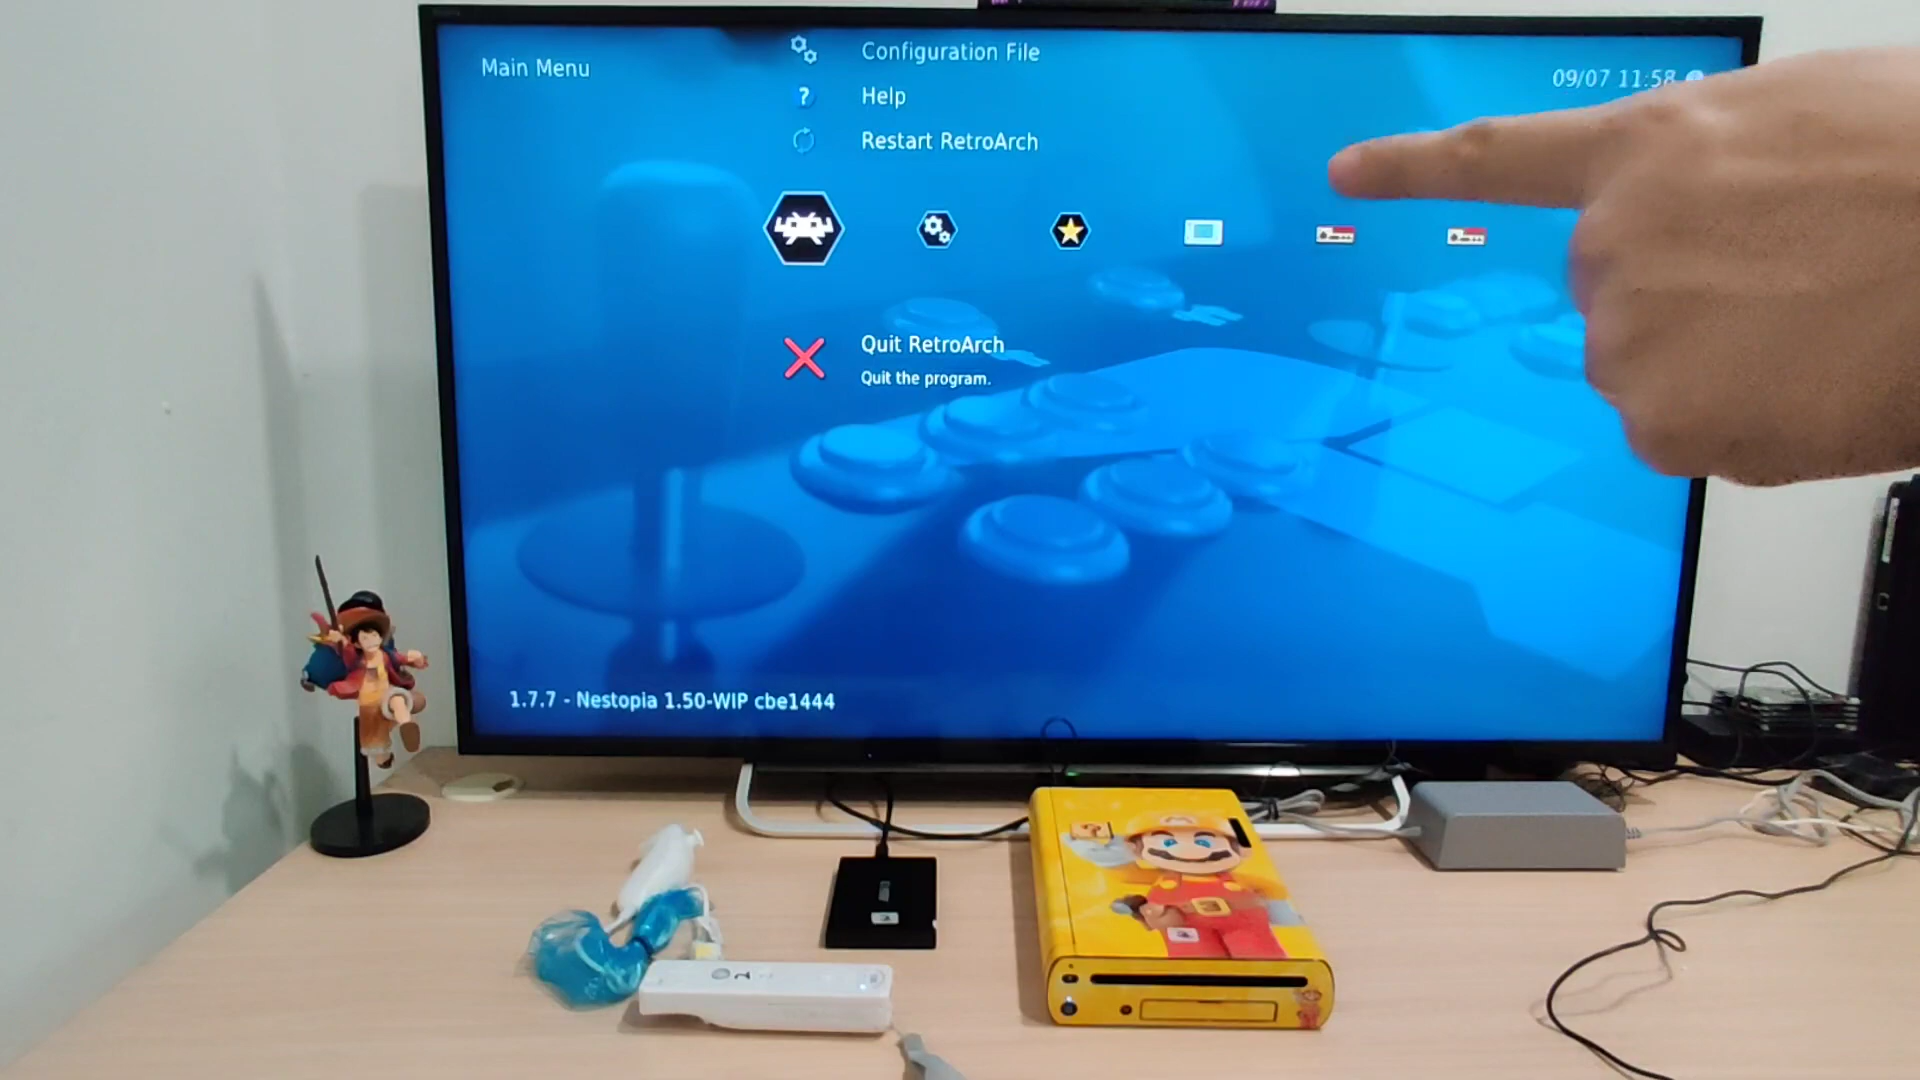 Main Menu
Configuration File
09/07 11:58
Help
Restart RetroArch
Quit RetroArch
Quit the program.
1.7.7 - Nestopia 1.50-WIP cbe1444